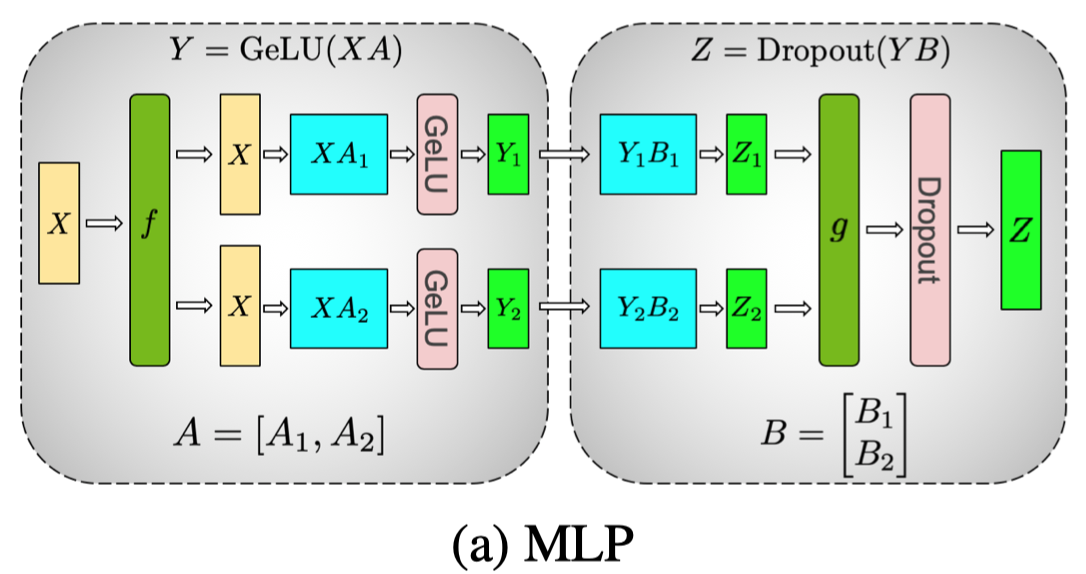 Y = GeLU(XA)
Z = Dropout(YB)
X
f
X
XA₁
GeLU
Y₁
X
XA₂
GeLU
Y₂
Y₁B₁
Z₁
Y₂B₂
Z₂
g
Dropout
Z
A = [A₁, A₂]
B = [B₁
B₂]
(a) MLP